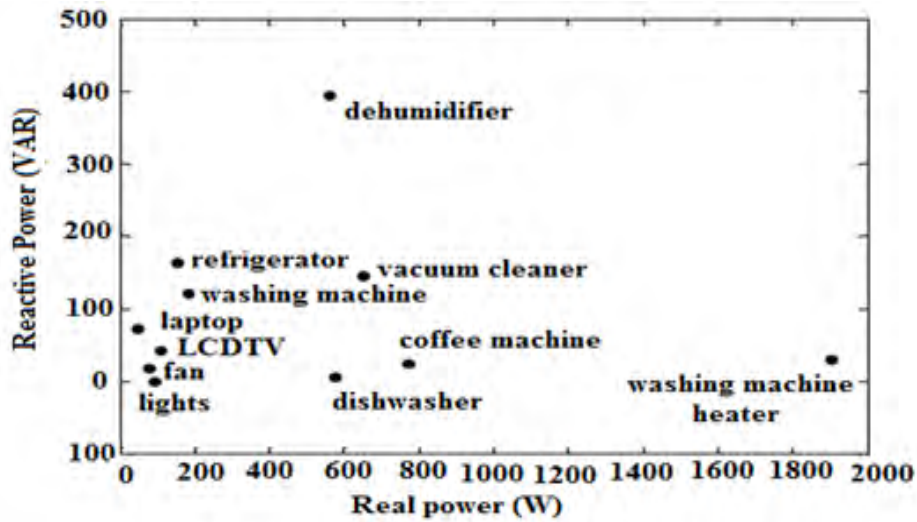 500
400
300
200
100
0
100
Reactive Power (VAR)
dehumidifier
refrigerator
vacuum cleaner
washing machine
laptop
coffee machine
LCDTV
fan
lights
dishwasher
washing machine
heater
0 200 400 600 800 1000 1200 1400 1600 1800 2000
Real power (W)